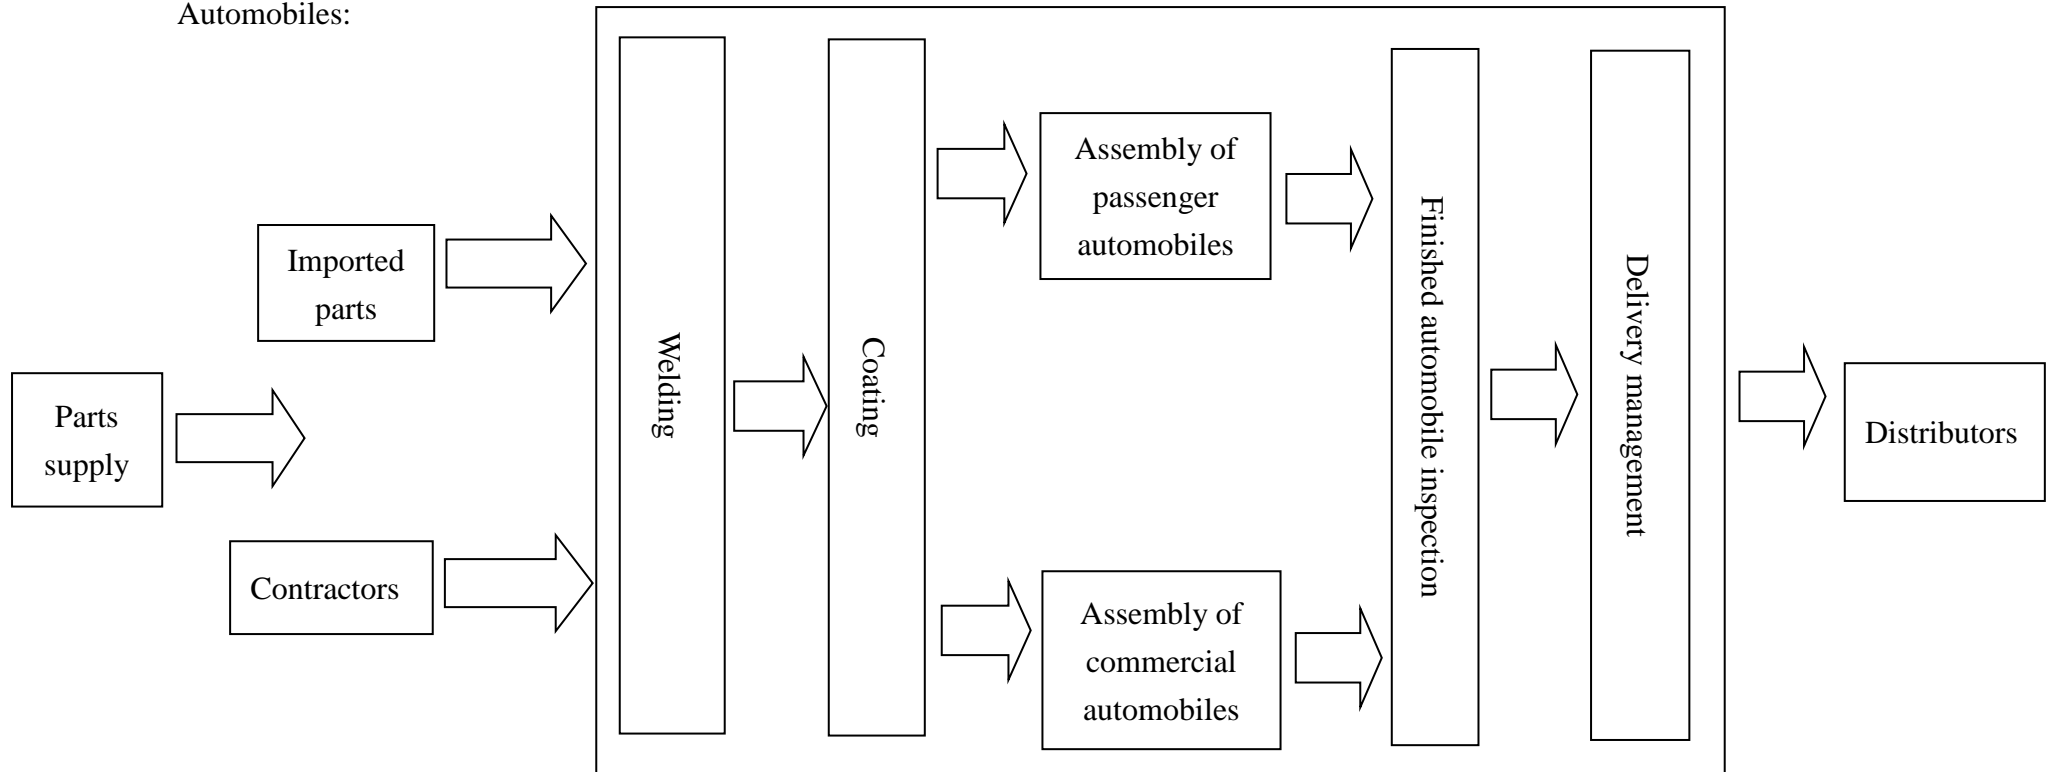 Automobiles:
Parts
supply
Imported
parts
Contractors
Welding
Coating
Assembly of
passenger
automobiles
Assembly of
commercial
automobiles
Finished automobile inspection
Delivery management
Distributors